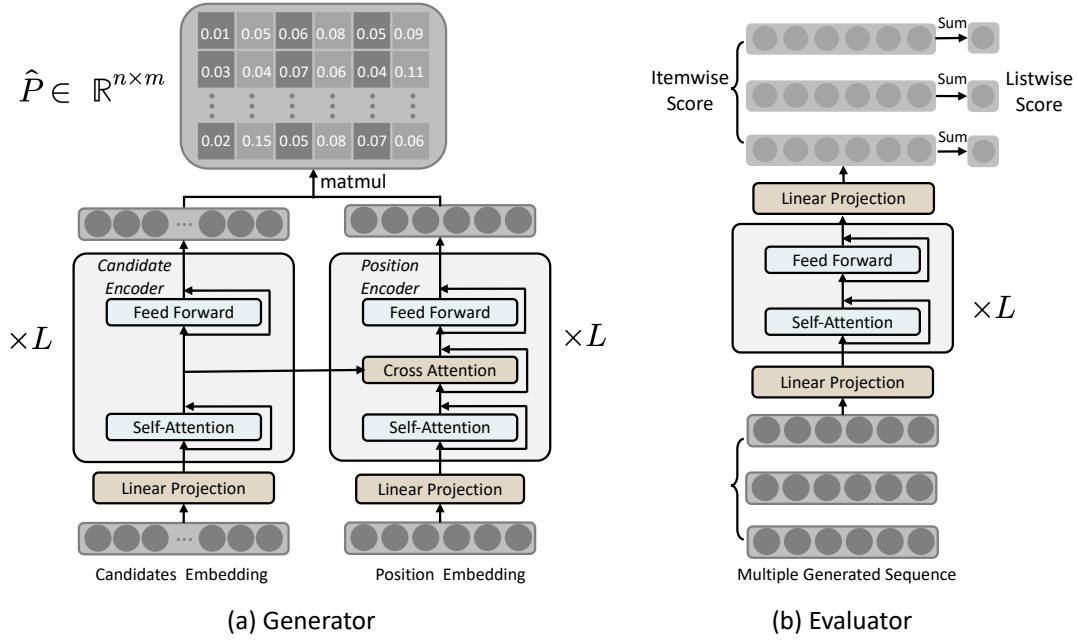 P̂ ∈ ℝ^{n×m}
0.01 0.05 0.06 0.08 0.05 0.09
0.03 0.04 0.07 0.06 0.04 0.11
0.02 0.15 0.05 0.08 0.07 0.06
matmul
Candidate
Encoder
Feed Forward
Self-Attention
×L
Linear Projection
...
Candidates Embedding
Position
Encoder
Feed Forward
Cross Attention
Self-Attention
×L
Linear Projection
Position Embedding
(a) Generator
Itemwise
Score
Sum
Sum
Sum
Listwise
Score
Linear Projection
Feed Forward
Self-Attention
×L
Linear Projection
Multiple Generated Sequence
(b) Evaluator